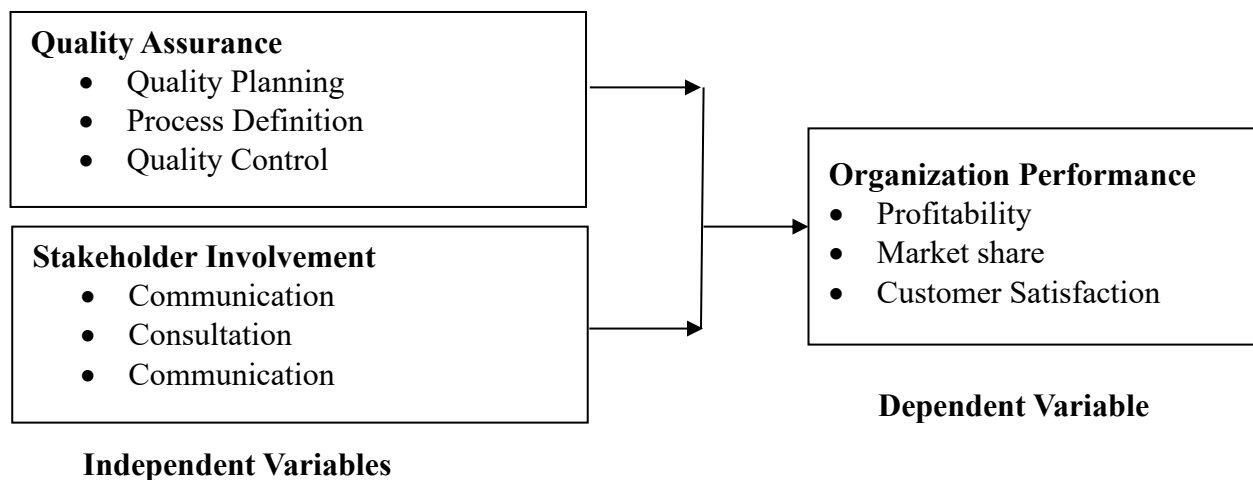 Quality Assurance
• Quality Planning
• Process Definition
• Quality Control
Stakeholder Involvement
• Communication
• Consultation
• Communication
Independent Variables
Organization Performance
• Profitability
• Market share
• Customer Satisfaction
Dependent Variable